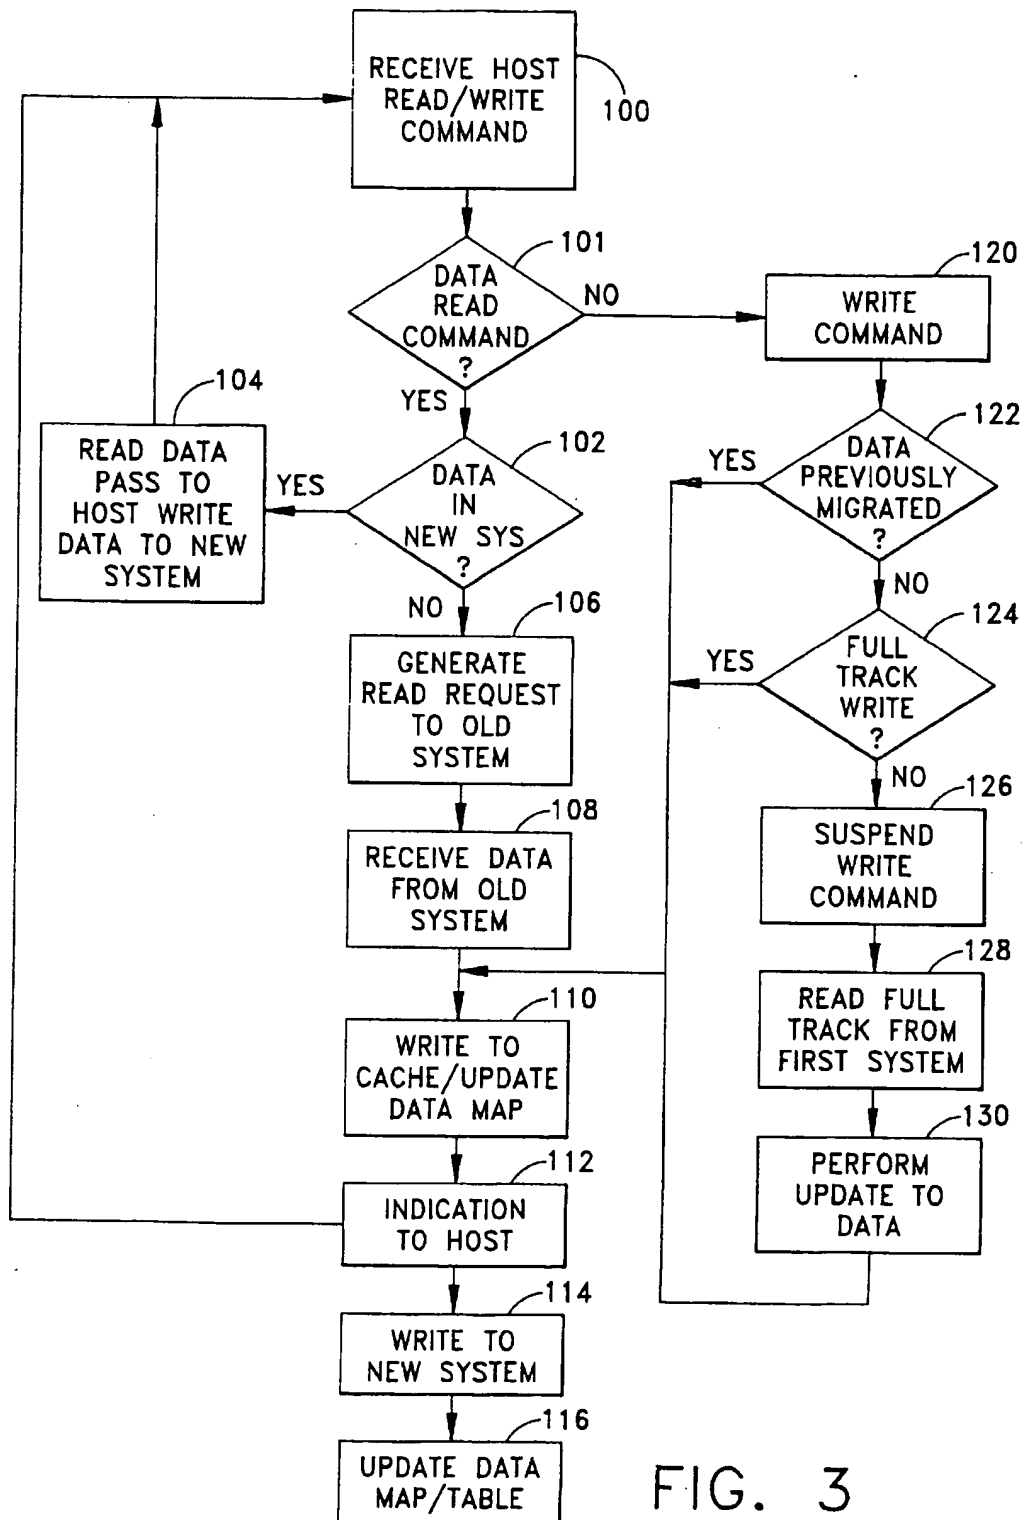 RECEIVE HOST
READ/WRITE
COMMAND
100
DATA
READ
COMMAND
?
101
NO
YES
WRITE
COMMAND
120
READ DATA
PASS TO
HOST WRITE
DATA TO NEW
SYSTEM
104
YES
DATA
IN
NEW SYS
?
102
NO
DATA
PREVIOUSLY
MIGRATED
?
122
YES
NO
GENERATE
READ REQUEST
TO OLD
SYSTEM
106
FULL
TRACK
WRITE
?
124
YES
NO
RECEIVE DATA
FROM OLD
SYSTEM
108
SUSPEND
WRITE
COMMAND
126
WRITE TO
CACHE/UPDATE
DATA MAP
110
READ FULL
TRACK FROM
FIRST SYSTEM
128
INDICATION
TO HOST
112
PERFORM
UPDATE TO
DATA
130
WRITE TO
NEW SYSTEM
114
UPDATE DATA
MAP/TABLE
116
FIG. 3